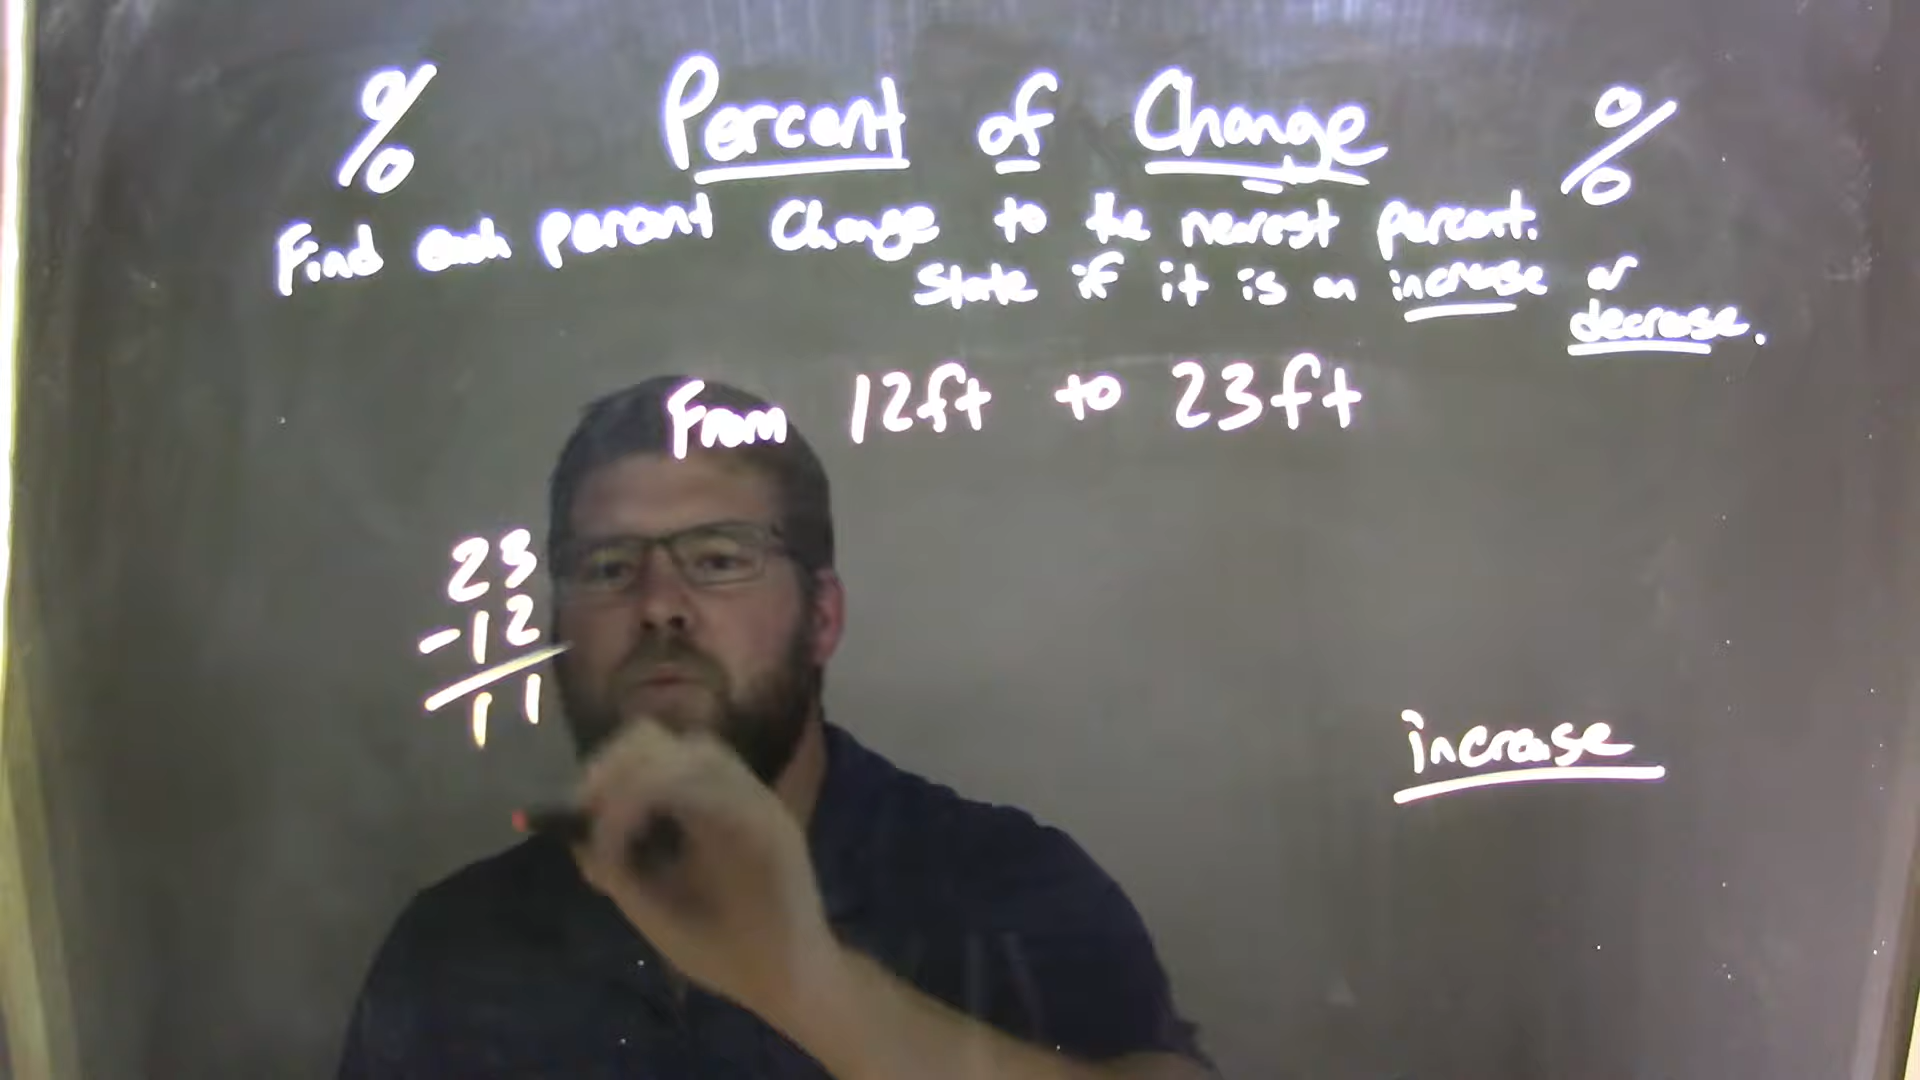 % Percent of Change %
Find each percent Change to the nearest percent.
State if it is an increase or
decrease.
From 12ft to 23ft
23
-12
11
increase